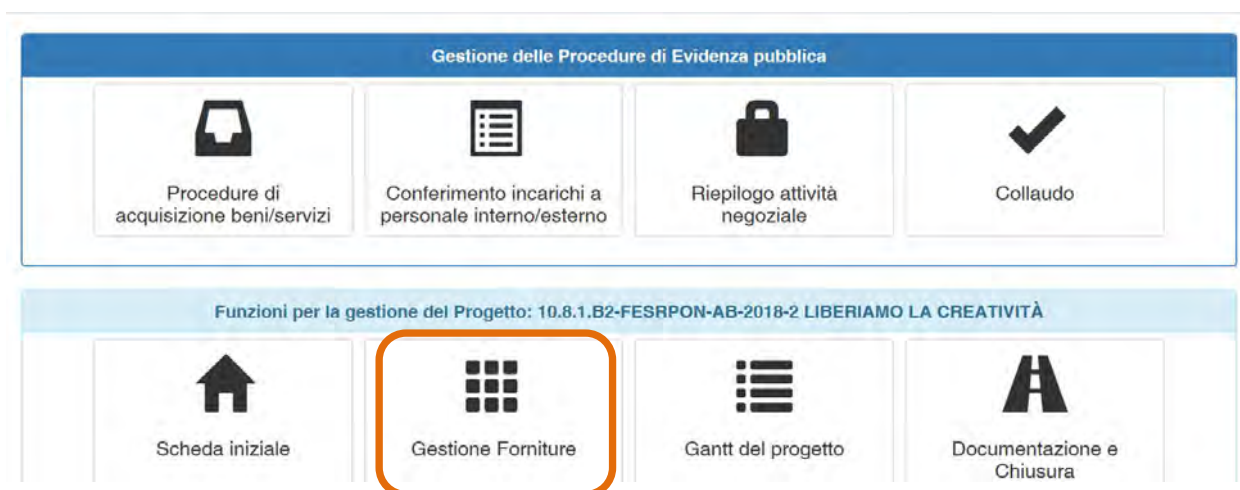 Gestione delle Procedure di Evidenza pubblica
Procedure di
acquisizione beni/servizi
Conferimento incarichi a
personale interno/esterno
Riepilogo attività
negoziale
Collaudo
Funzioni per la gestione del Progetto: 10.8.1.B2-FESRPON-AB-2018-2 LIBERIAMO LA CREATIVITÀ
Scheda iniziale
Gestione Forniture
Gantt del progetto
Documentazione e
Chiusura